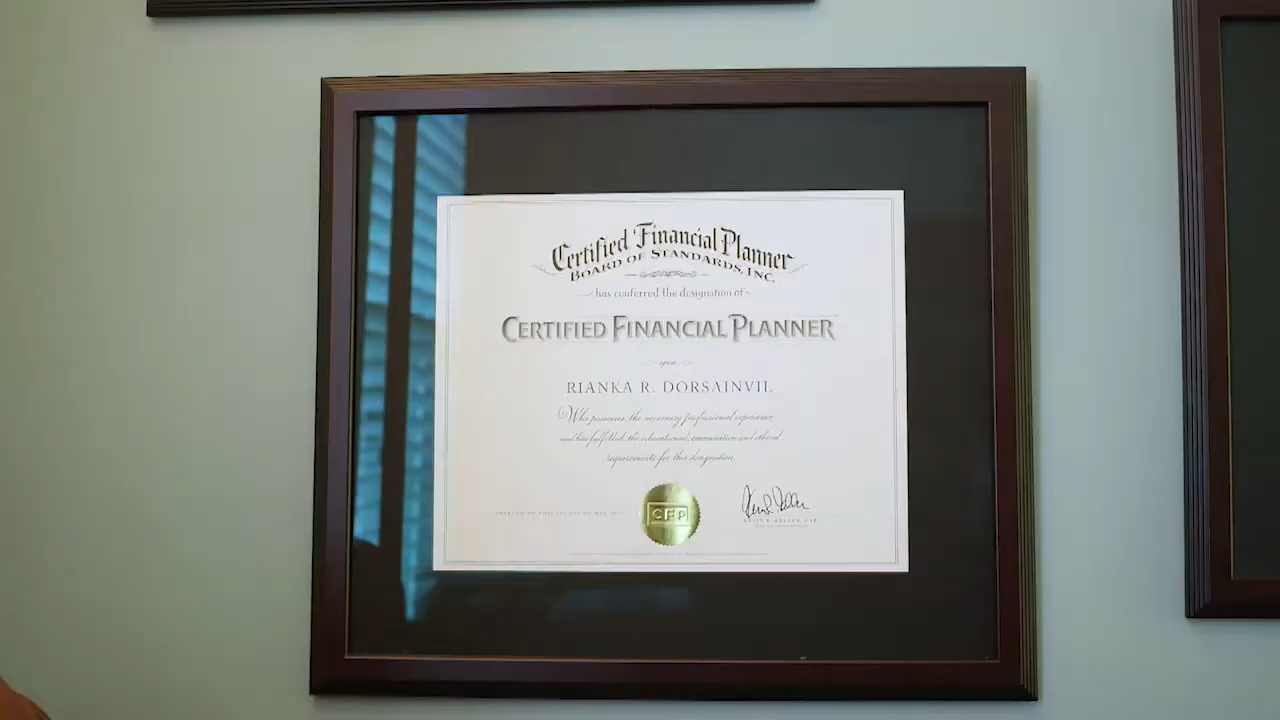 Certified Financial Planner
BOARD OF STANDARDS, INC.
has conferred the designation of
CERTIFIED FINANCIAL PLANNER
upon
RIANKA R. DORSAINVIL
Who possesses the necessary professional experience
and has fulfilled the educational, examination and ethical
requirements for this designation.
CFP